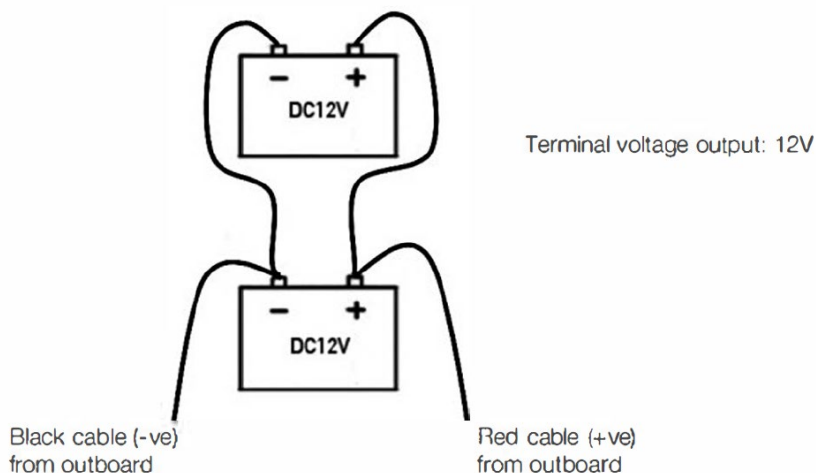 - +
DC12V
Terminal voltage output: 12V
- +
DC12V
Black cable (-ve)
from outboard
Red cable (+ve)
from outboard